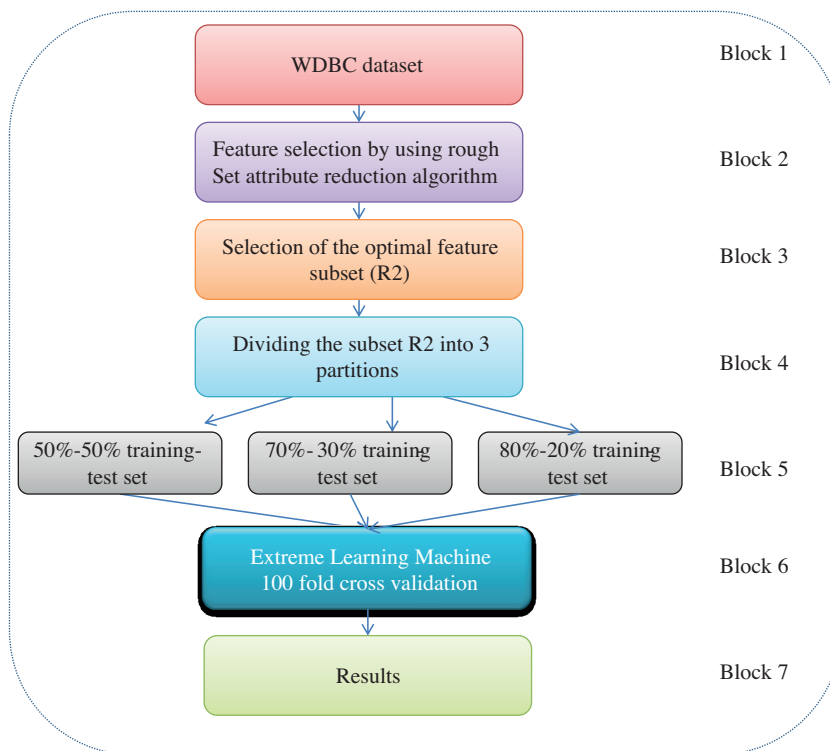 WDBC dataset
Block 1
Feature selection by using rough
Set attribute reduction algorithm
Block 2
Selection of the optimal feature
subset (R2)
Block 3
Dividing the subset R2 into 3
partitions
Block 4
50%-50% training-
test set
70%- 30% training-
test set
80%-20% training-
test set
Block 5
Extreme Learning Machine
100 fold cross validation
Block 6
Results
Block 7